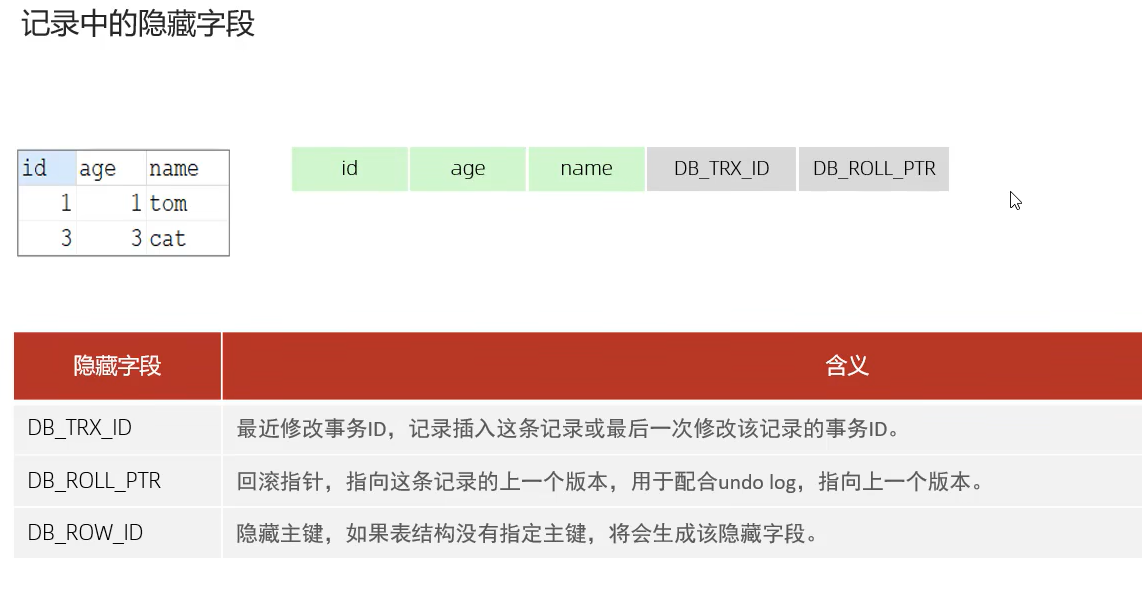 记录中的隐藏字段
id age name
1 1 tom
3 3 cat
id age name DB_TRX_ID DB_ROLL_PTR
隐藏字段 含义
DB_TRX_ID 最近修改事务ID，记录插入这条记录或最后一次修改该记录的事务ID。
DB_ROLL_PTR 回滚指针，指向这条记录的上一个版本，用于配合undo log，指向上一个版本。
DB_ROW_ID 隐藏主键，如果表结构没有指定主键，将会生成该隐藏字段。